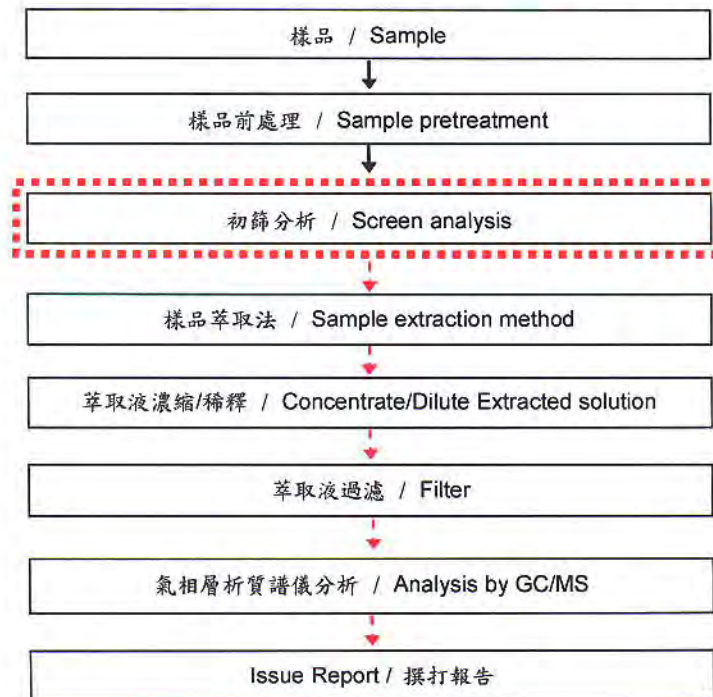 樣品 / Sample
樣品前處理 / Sample pretreatment
初篩分析 / Screen analysis
樣品萃取法 / Sample extraction method
萃取液濃縮/稀釋 / Concentrate/Dilute Extracted solution
萃取液過濾 / Filter
氣相層析質譜儀分析 / Analysis by GC/MS
Issue Report / 撰打報告